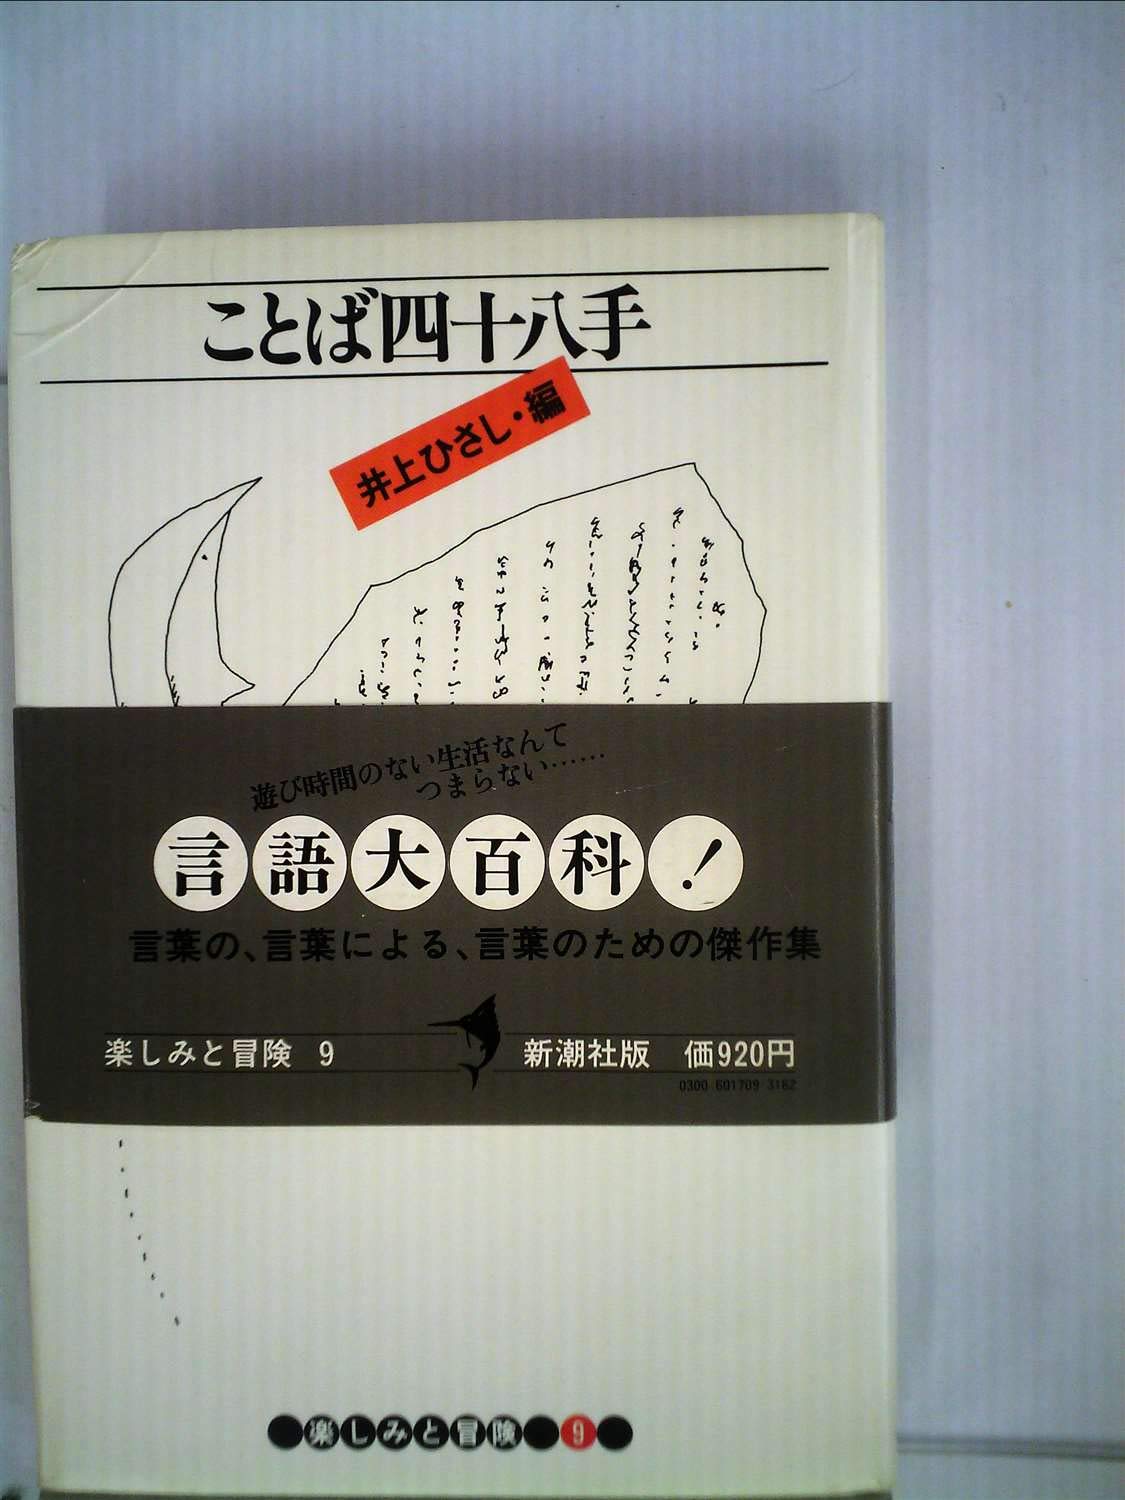 ことば四十八手
井上ひさし・編
遊び時間のない生活なんて
つまらない……
言語大百科！
言葉の、言葉による、言葉のための傑作集
楽しみと冒険 9
新潮社版 価920円
0300 601709 3162
楽しみと冒険 9